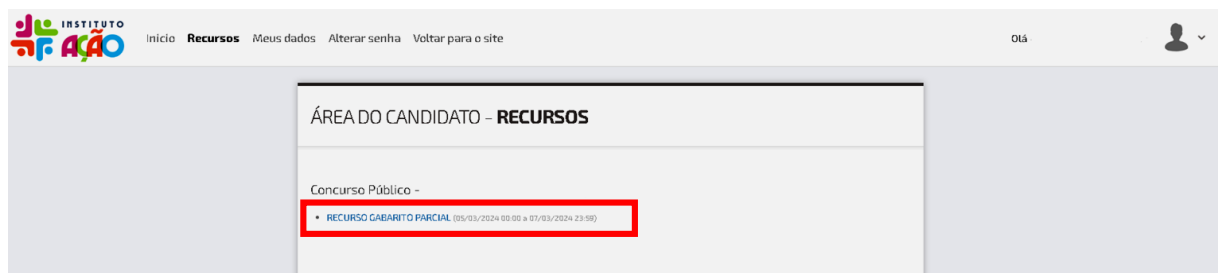 INSTITUTO
AÇÃO
Início Recursos Meus dados Alterar senha Voltar para o site
Olá
ÁREA DO CANDIDATO – RECURSOS
Concurso Público -
• RECURSO GABARITO PARCIAL (05/03/2024 00:00 a 07/03/2024 23:59)